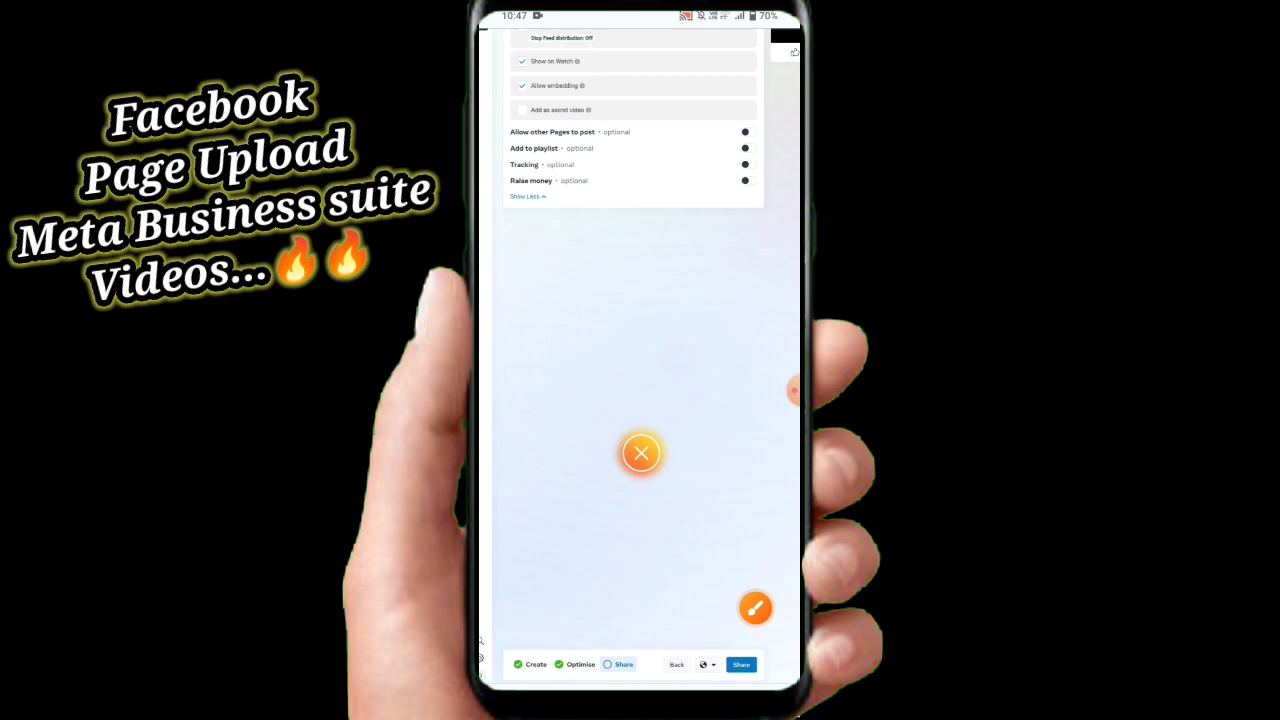 Facebook
Page Upload
Meta Business suite
Videos...🔥🔥
10:47
70%
Stop Feed distribution: Off
Show on Watch
Allow embedding
Add as secret video
Allow other Pages to post • optional
Add to playlist • optional
Tracking • optional
Raise money • optional
Show Less
Create
Optimise
Share
Back
Share